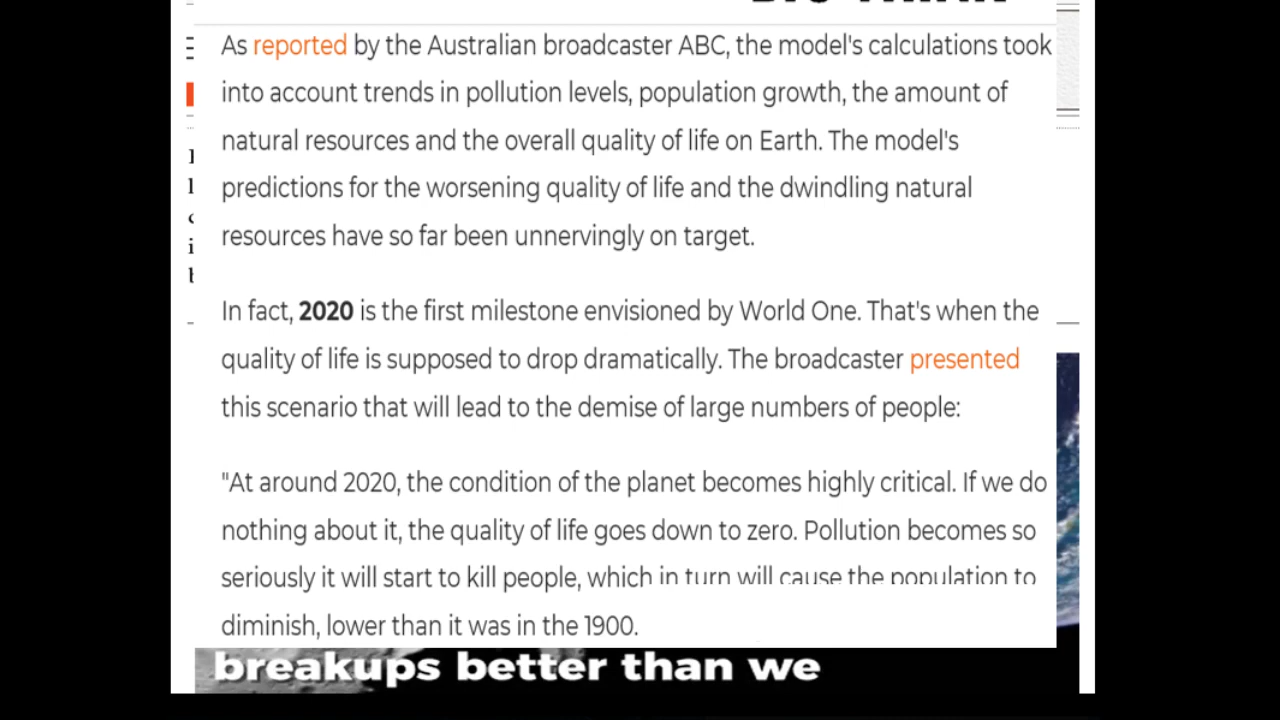 As reported by the Australian broadcaster ABC, the model's calculations took
into account trends in pollution levels, population growth, the amount of
natural resources and the overall quality of life on Earth. The model's
predictions for the worsening quality of life and the dwindling natural
resources have so far been unnervingly on target.
In fact, 2020 is the first milestone envisioned by World One. That's when the
quality of life is supposed to drop dramatically. The broadcaster presented
this scenario that will lead to the demise of large numbers of people:
"At around 2020, the condition of the planet becomes highly critical. If we do
nothing about it, the quality of life goes down to zero. Pollution becomes so
seriously it will start to kill people, which in turn will cause the population to
diminish, lower than it was in the 1900.
breakups better than we